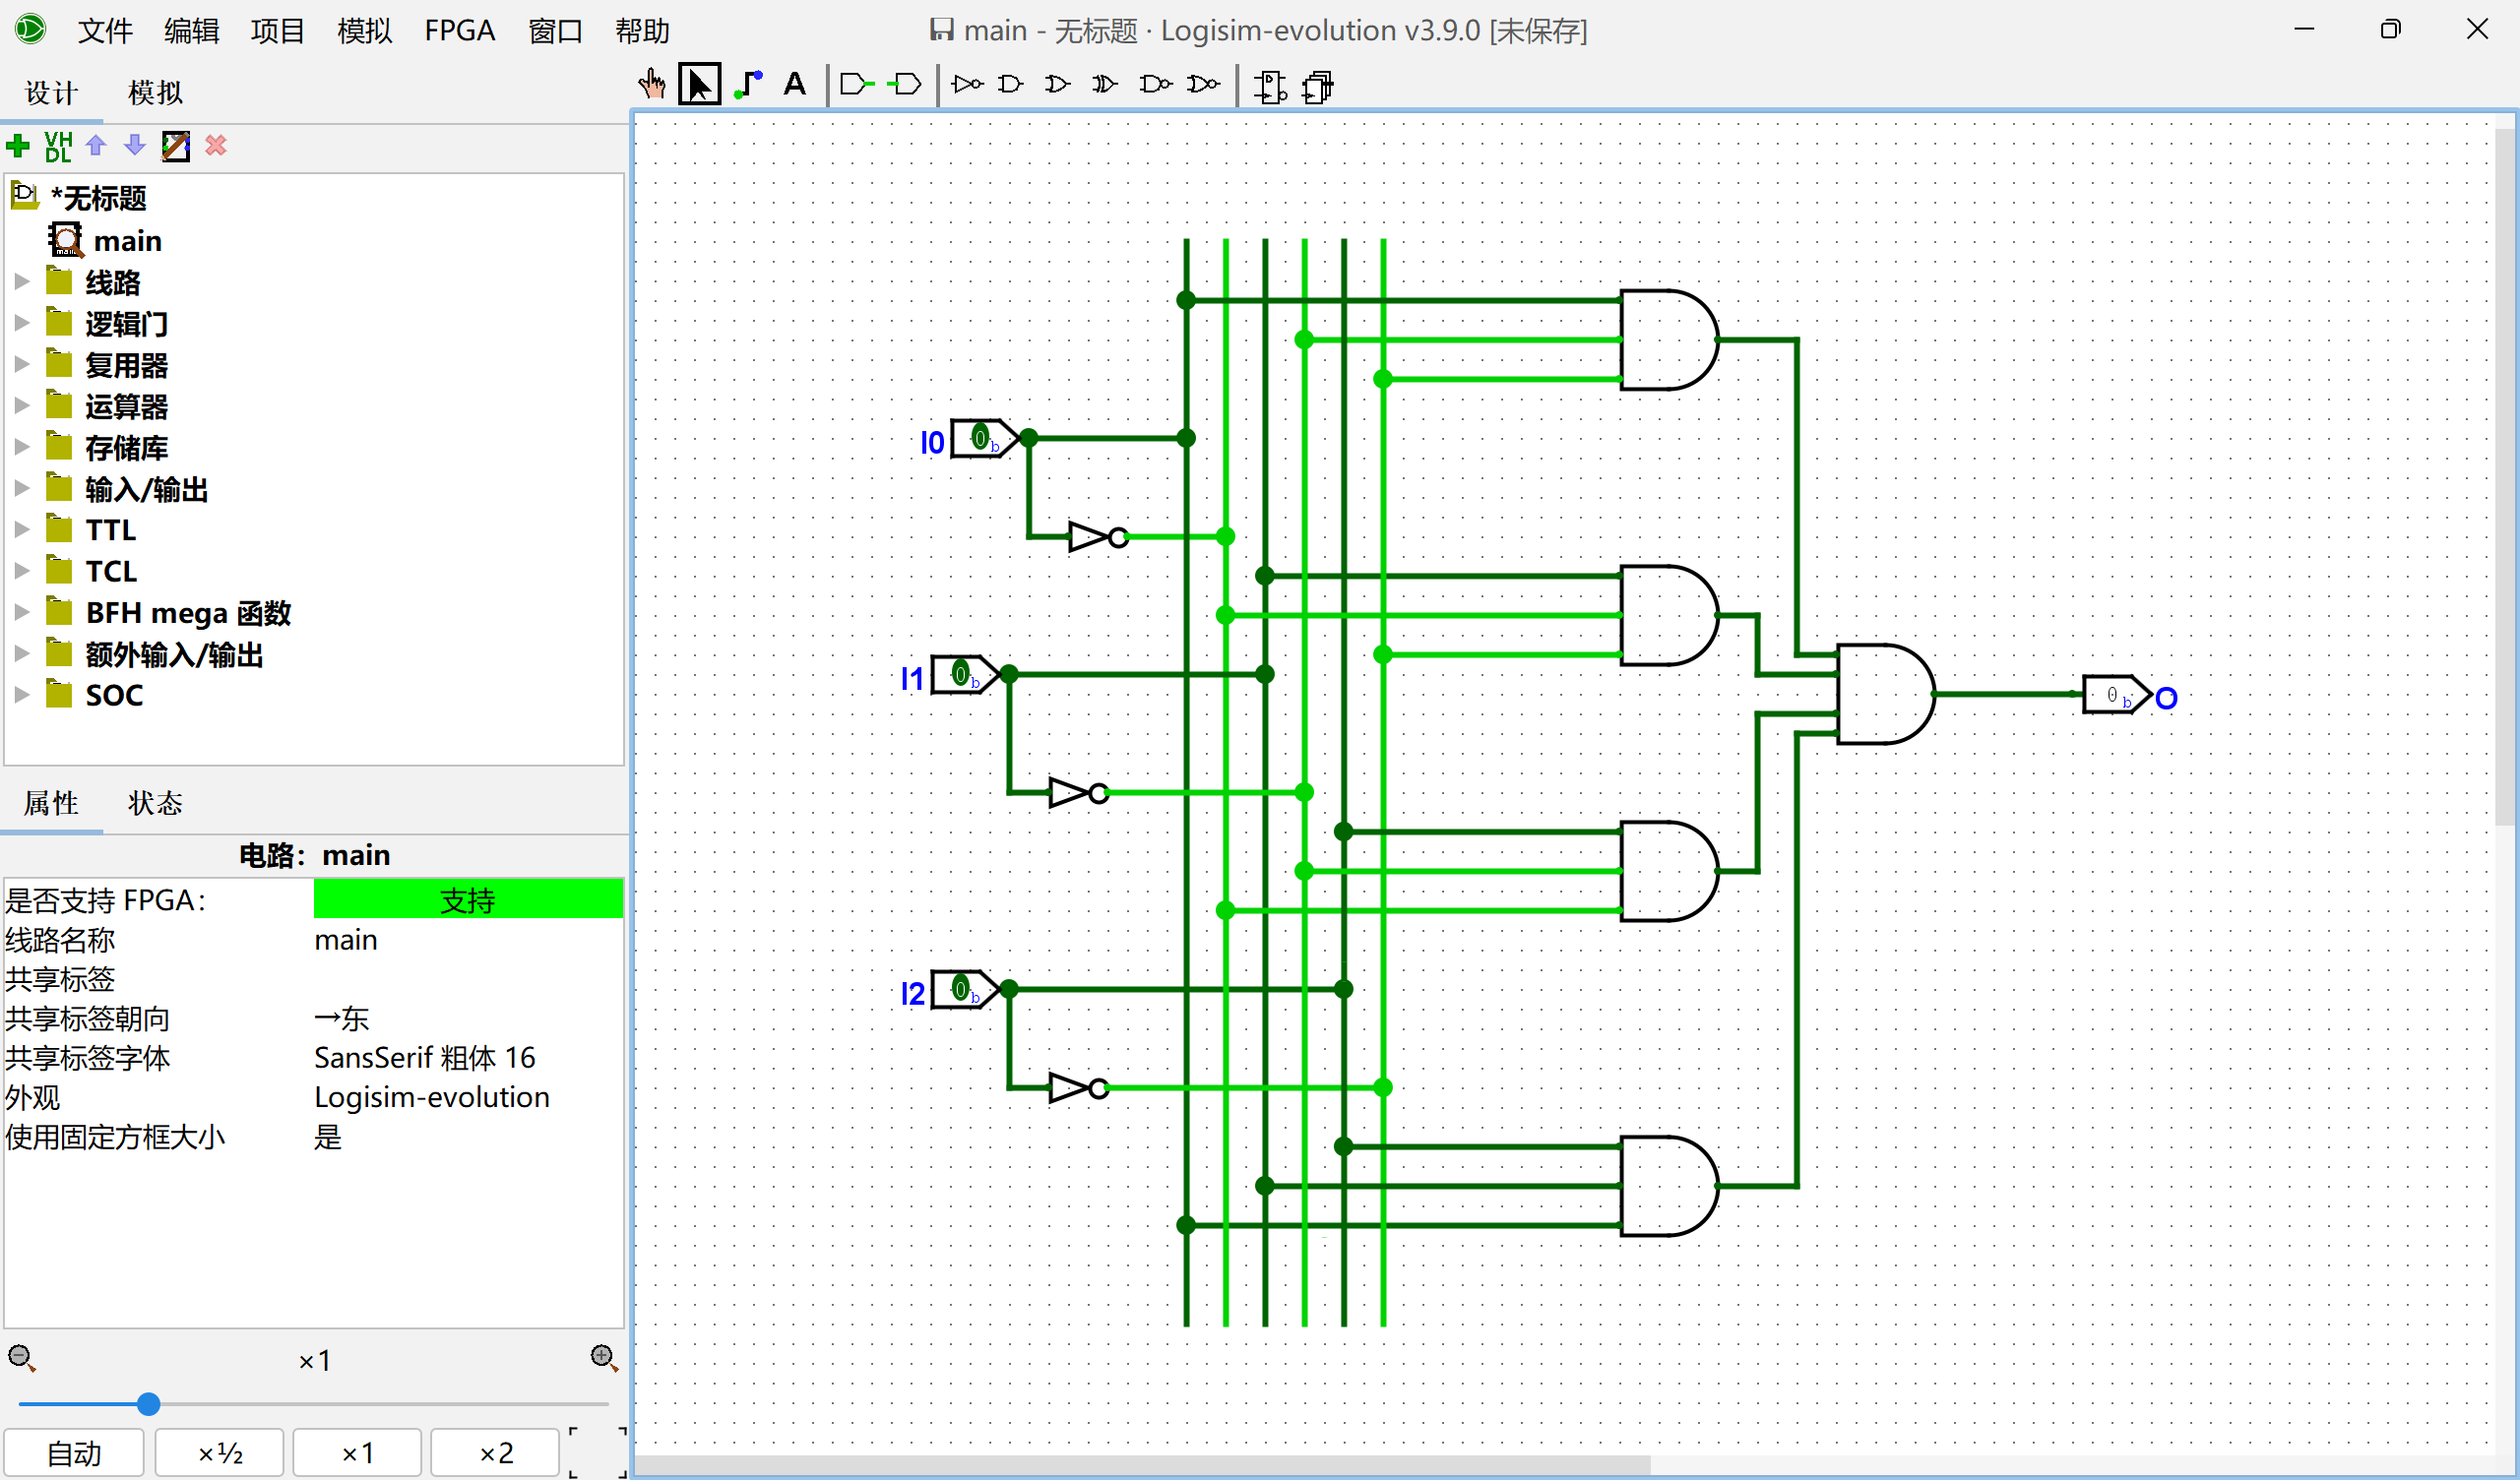 文件 编辑 项目 模拟 FPGA 窗口 帮助
main - 无标题 · Logisim-evolution v3.9.0 [未保存]
设计 模拟
A
VHDL
*无标题
main
线路
逻辑门
复用器
运算器
存储库
输入/输出
TTL
TCL
BFH mega 函数
额外输入/输出
SOC
属性 状态
电路：main
是否支持 FPGA： 支持
线路名称 main
共享标签
共享标签朝向 →东
共享标签字体 SansSerif 粗体 16
外观 Logisim-evolution
使用固定方框大小 是
×1
自动 ×½ ×1 ×2
I0 0 b
I1 0 b
0 b O
I2 0 b